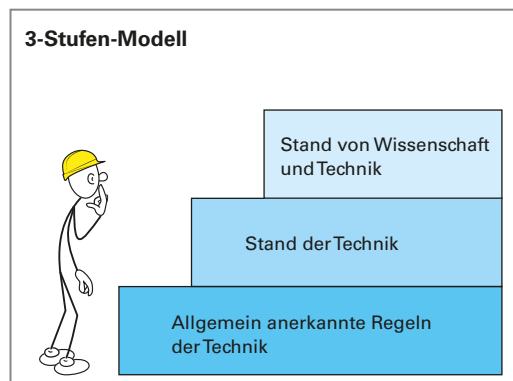 3-Stufen-Modell
Stand von Wissenschaft
und Technik
Stand der Technik
Allgemein anerkannte Regeln
der Technik